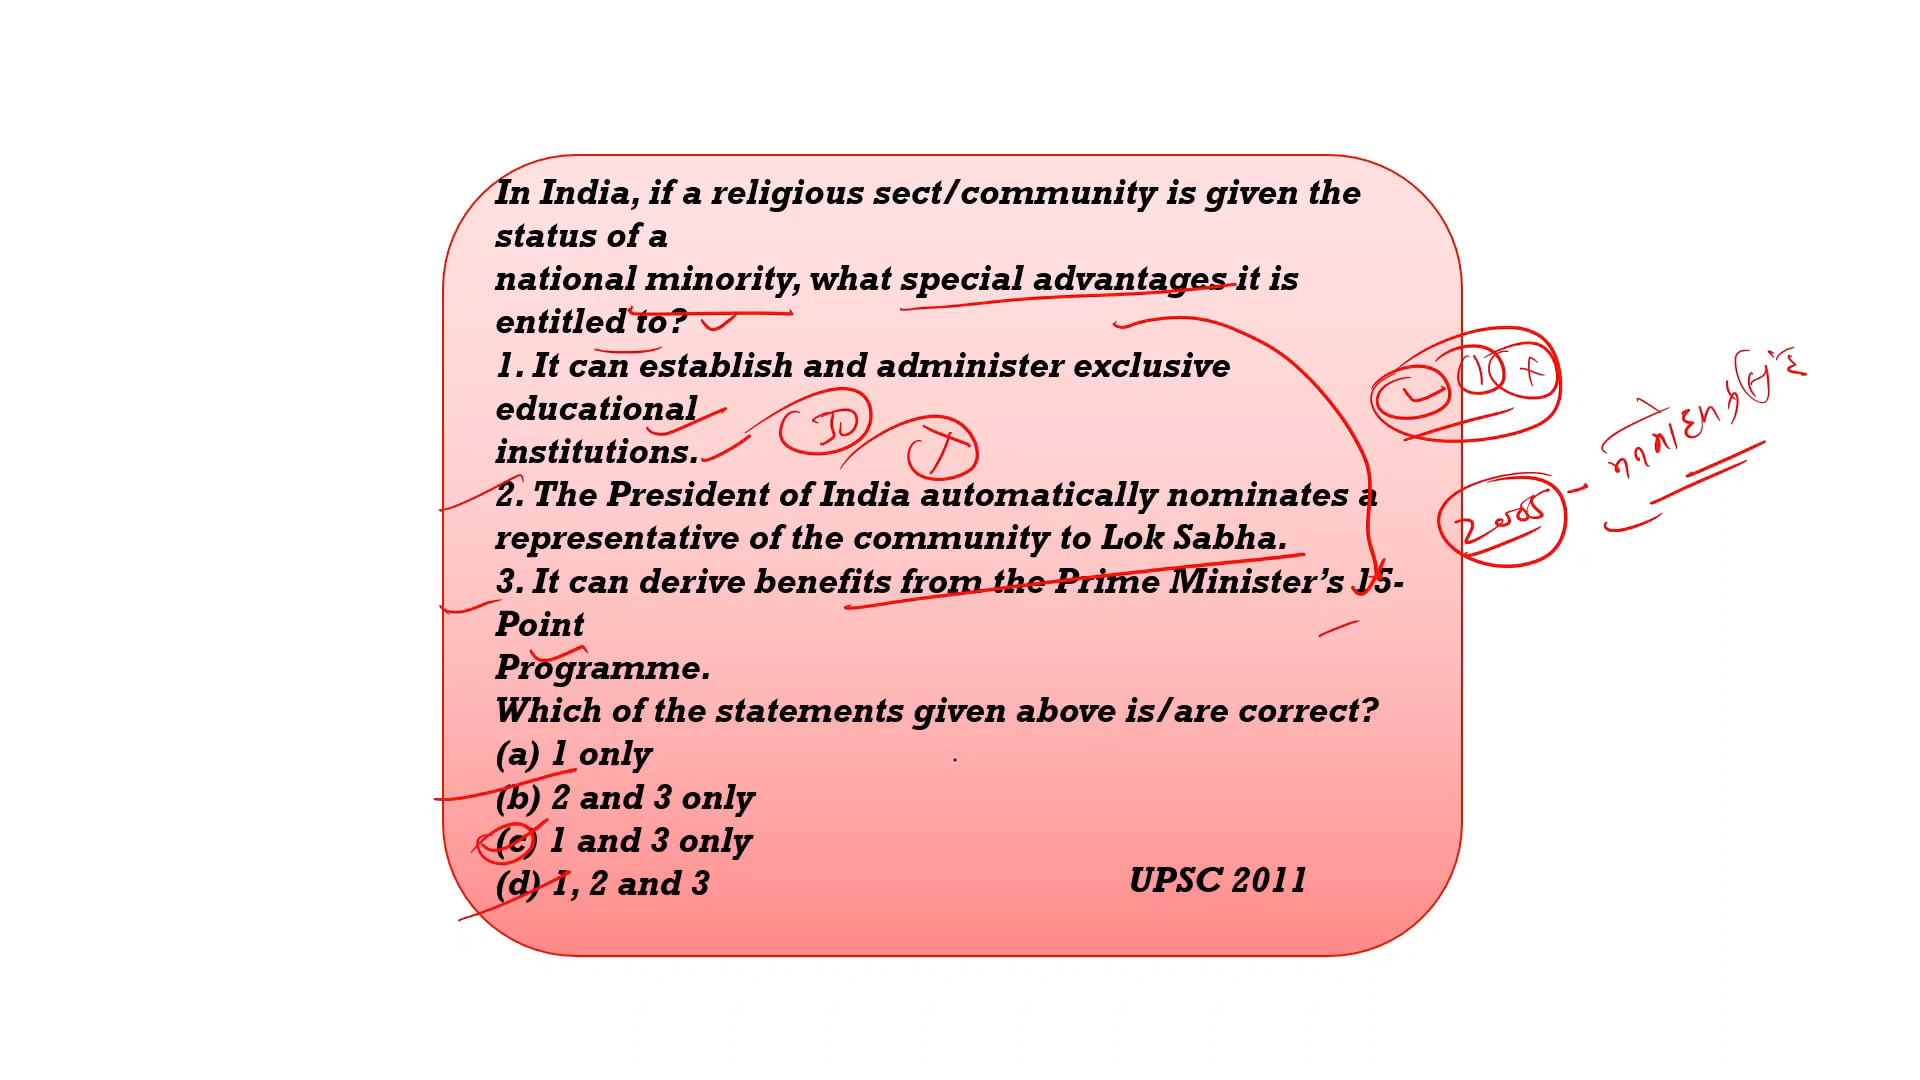 In India, if a religious sect/community is given the
status of a
national minority, what special advantages it is
entitled to?
1. It can establish and administer exclusive
educational
institutions.
30
2. The President of India automatically nominates a
representative of the community to Lok Sabha.
3. It can derive benefits from the Prime Minister’s 15-
Point
Programme.
Which of the statements given above is/are correct?
(a) 1 only
(b) 2 and 3 only
(c) 1 and 3 only
(d) 1, 2 and 3
UPSC 2011
2005 -